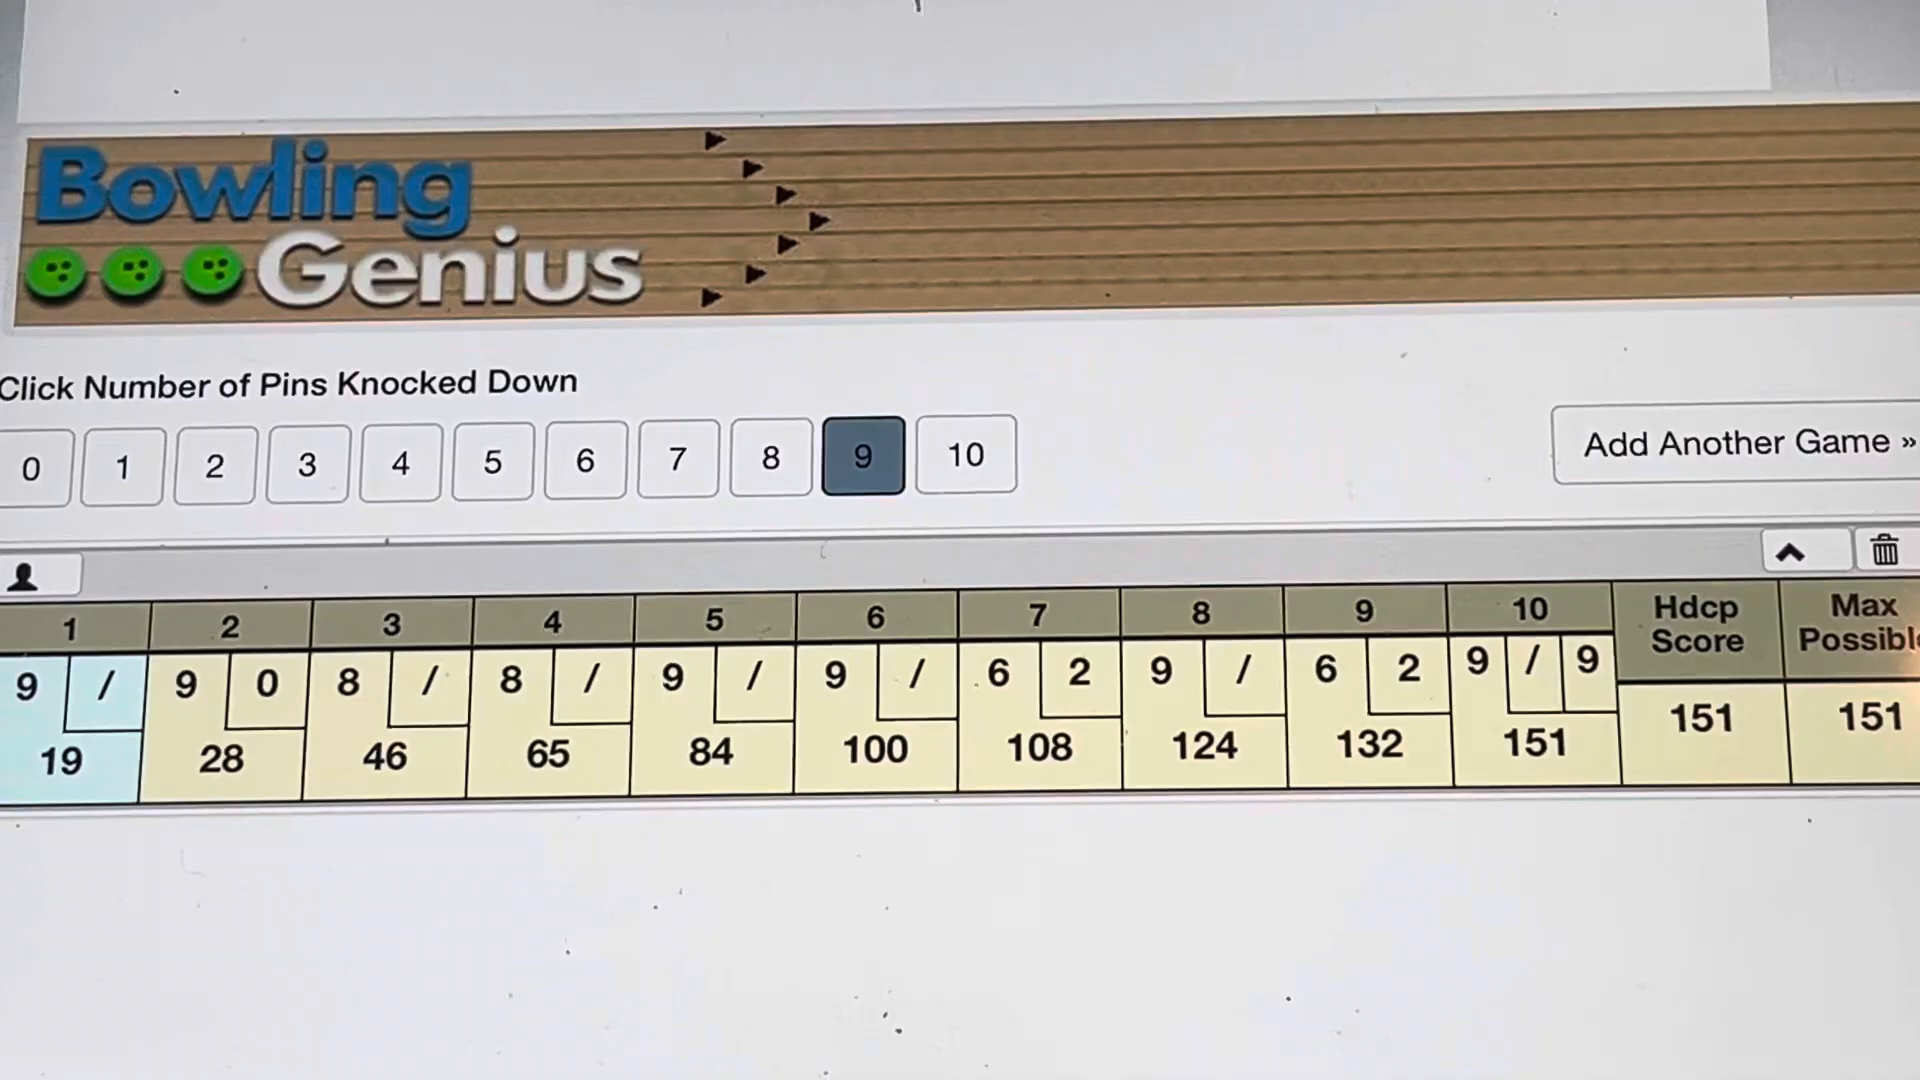 Bowling
Genius
Click Number of Pins Knocked Down
0 1 2 3 4 5 6 7 8 9 10
Add Another Game »
1 2 3 4 5 6 7 8 9 10 Hdcp Score Max
9 / 9 0 8 / 8 / 9 / 9 / 6 2 9 / 6 2 9 / 9
19 28 46 65 84 100 108 124 132 151 151 151